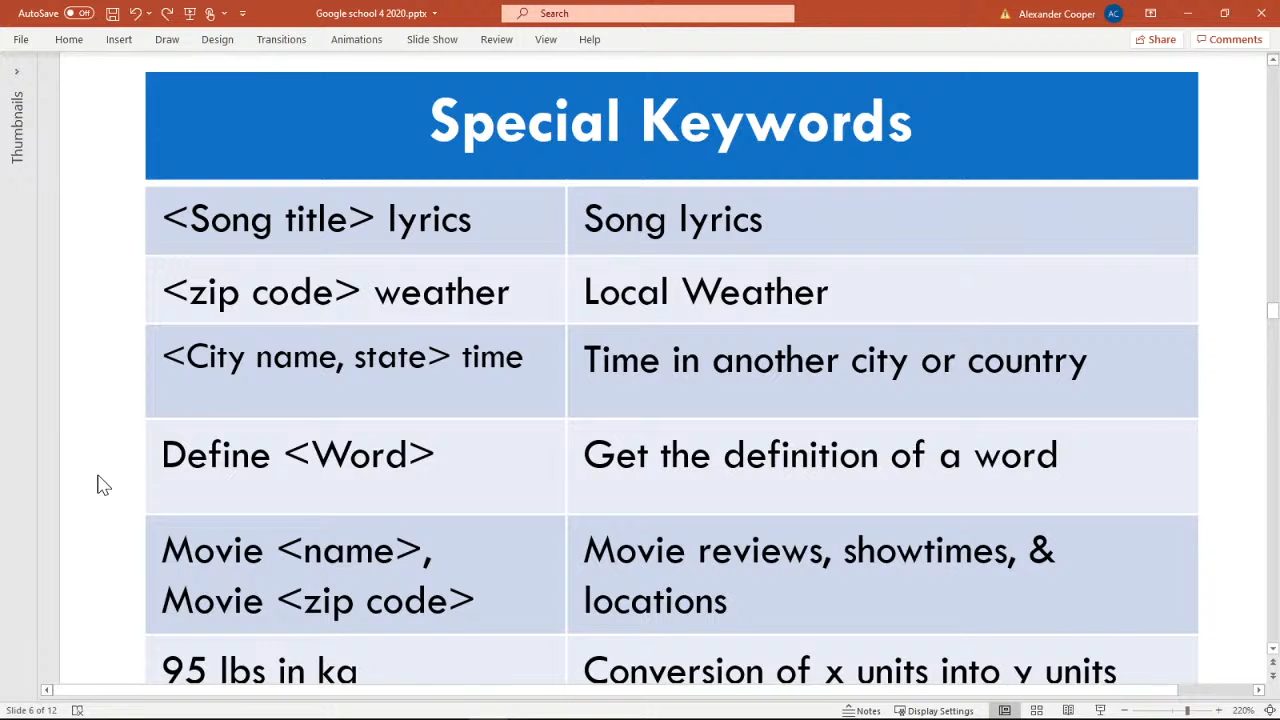 AutoSave Off Google school 4 2020.pptx Search Alexander Cooper AC
File Home Insert Draw Design Transitions Animations Slide Show Review View Help Share Comments
Thumbnails
Special Keywords
<Song title> lyrics Song lyrics
<zip code> weather Local Weather
<City name, state> time Time in another city or country
Define <Word> Get the definition of a word
Movie <name>, Movie reviews, showtimes, &
Movie <zip code> locations
95 lbs in kg Conversion of x units into y units
Slide 6 of 12 Notes Display Settings 220%